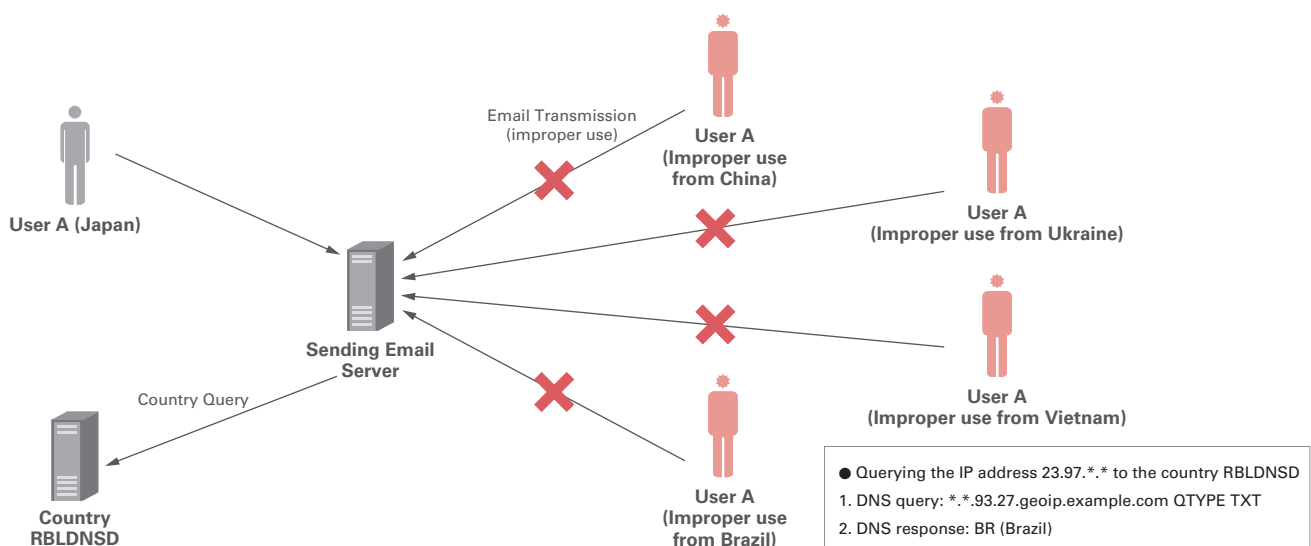 Email Transmission
(improper use)
User A
(Improper use
from China)
User A (Japan)
User A
(Improper use from Ukraine)
Sending Email
Server
Country Query
User A
(Improper use from Vietnam)
Country
RBLDNSD
User A
(Improper use
from Brazil)
● Querying the IP address 23.97.*.* to the country RBLDNSD
1. DNS query: *.*.93.27.geoip.example.com QTYPE TXT
2. DNS response: BR (Brazil)